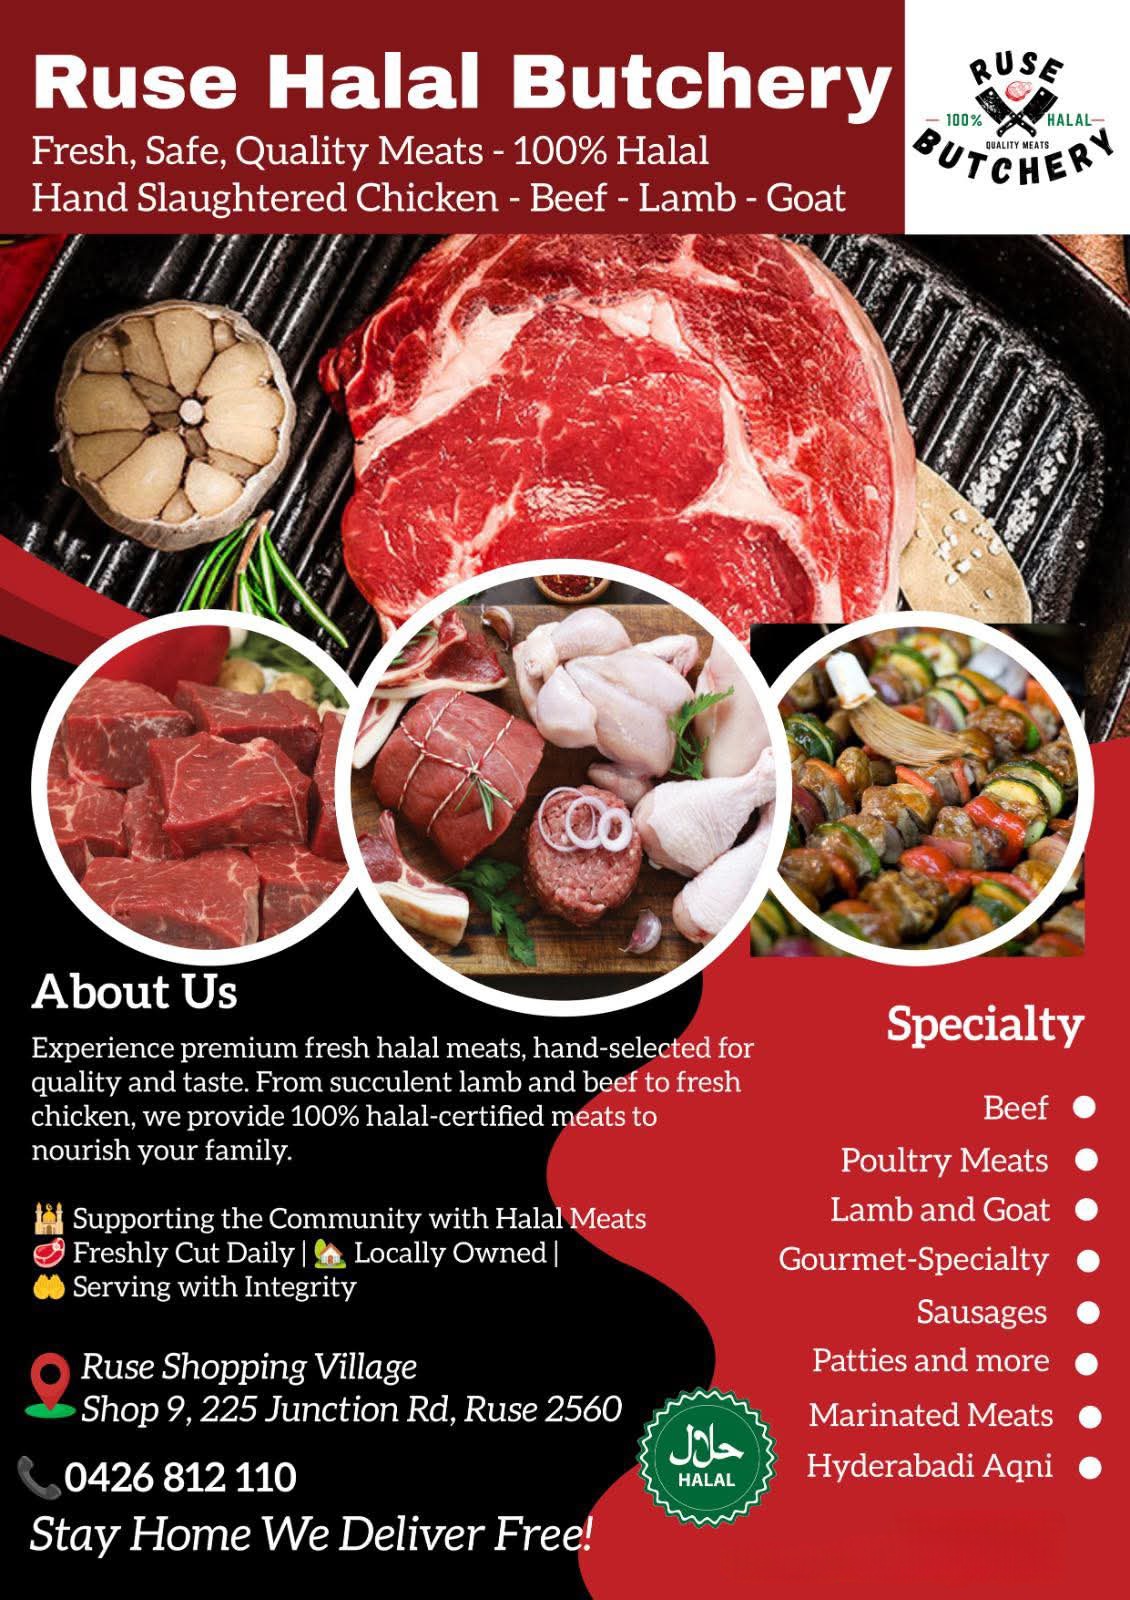 Ruse Halal Butchery
Fresh, Safe, Quality Meats - 100% Halal
Hand Slaughtered Chicken - Beef - Lamb - Goat
RUSE
100% HALAL
QUALITY MEATS
BUTCHERY
About Us
Experience premium fresh halal meats, hand-selected for
quality and taste. From succulent lamb and beef to fresh
chicken, we provide 100% halal-certified meats to
nourish your family.
🕌 Supporting the Community with Halal Meats
🥩 Freshly Cut Daily | 🏡 Locally Owned |
🤲 Serving with Integrity
Ruse Shopping Village
Shop 9, 225 Junction Rd, Ruse 2560
📞 0426 812 110
Stay Home We Deliver Free!
حلال
HALAL
Specialty
Beef
Poultry Meats
Lamb and Goat
Gourmet-Specialty
Sausages
Patties and more
Marinated Meats
Hyderabadi Aqni